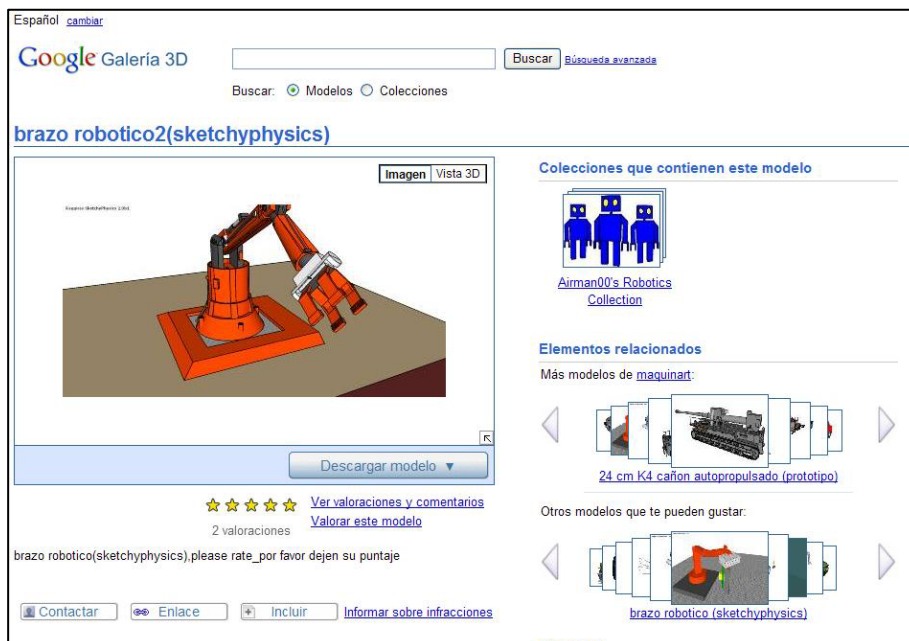 Español cambiar
Google Galería 3D
Buscar Búsqueda avanzada
Buscar: Modelos Colecciones
brazo robotico2(sketchyphysics)
Imagen Vista 3D
Descargar modelo ▼
Ver valoraciones y comentarios
2 valoraciones Valorar este modelo
brazo robotico(sketchyphysics),please rate_por favor dejen su puntaje
Contactar Enlace Incluir Informar sobre infracciones
Colecciones que contienen este modelo
Airman00's Robotics
Collection
Elementos relacionados
Más modelos de maquinart:
24 cm K4 cañon autopropulsado (prototipo)
Otros modelos que te pueden gustar:
brazo robotico (sketchyphysics)